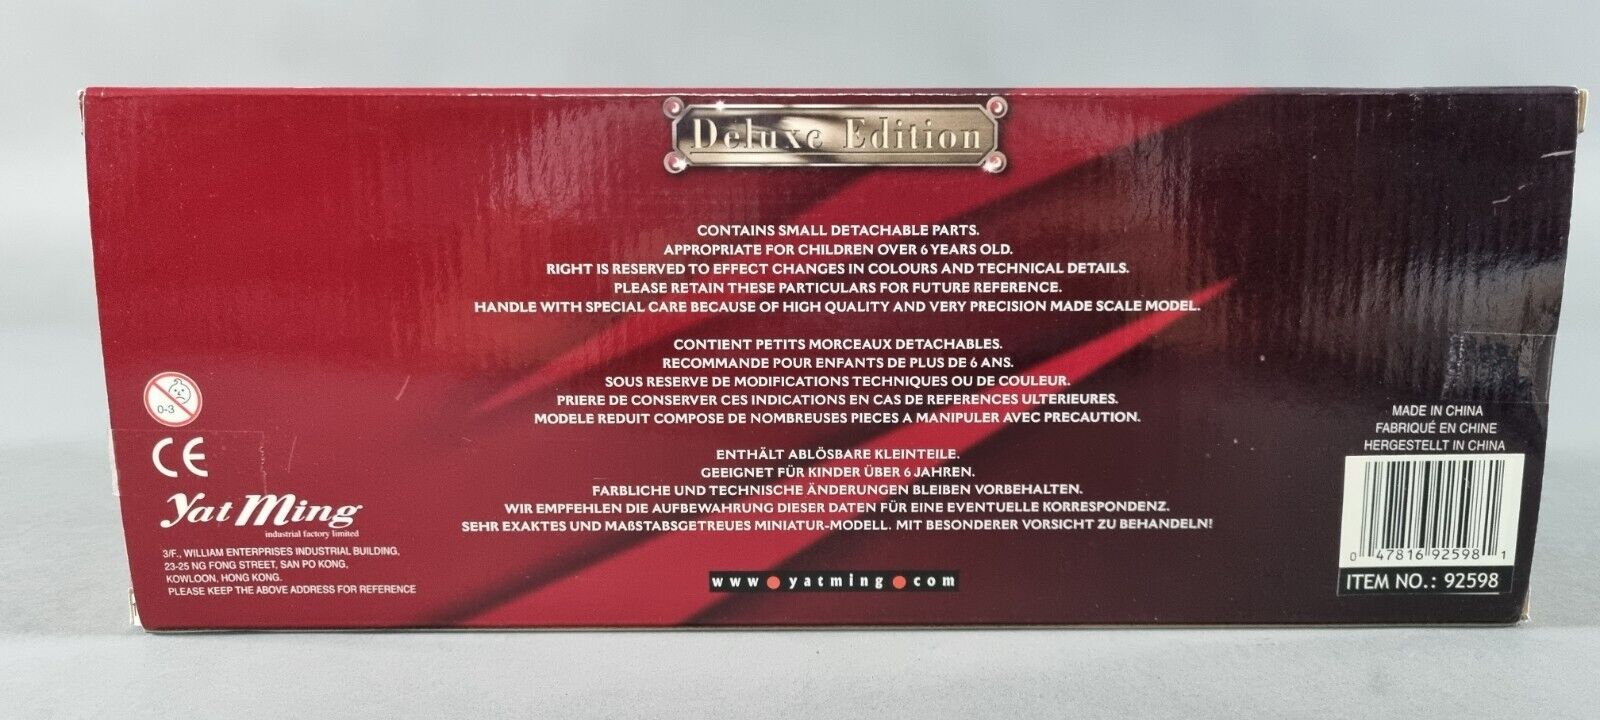 Deluxe Edition
CONTAINS SMALL DETACHABLE PARTS.
APPROPRIATE FOR CHILDREN OVER 6 YEARS OLD.
RIGHT IS RESERVED TO EFFECT CHANGES IN COLOURS AND TECHNICAL DETAILS.
PLEASE RETAIN THESE PARTICULARS FOR FUTURE REFERENCE.
HANDLE WITH SPECIAL CARE BECAUSE OF HIGH QUALITY AND VERY PRECISION MADE SCALE MODEL.
CONTIENT PETITS MORCEAUX DETACHABLES.
RECOMMANDE POUR ENFANTS DE PLUS DE 6 ANS.
SOUS RESERVE DE MODIFICATIONS TECHNIQUES OU DE COULEUR.
PRIERE DE CONSERVER CES INDICATIONS EN CAS DE REFERENCES ULTERIEURES.
MODELE REDUIT COMPOSE DE NOMBREUSES PIECES A MANIPULER AVEC PRECAUTION.
ENTHÄLT ABLÖSBARE KLEINTEILE.
GEEIGNET FÜR KINDER ÜBER 6 JAHREN.
FARBLICHE UND TECHNISCHE ÄNDERUNGEN BLEIBEN VORBEHALTEN.
WIR EMPFEHLEN DIE AUFBEWAHRUNG DIESER DATEN FÜR EINE EVENTUELLE KORRESPONDENZ.
SEHR EXAKTES UND MAßSTABSGETREUES MINIATUR-MODELL. MIT BESONDERER VORSICHT ZU BEHANDELN!
www.yatming.com
0-3
CE
Yat Ming
industrial factory limited
3/F., WILLIAM ENTERPRISES INDUSTRIAL BUILDING,
23-25 NG FONG STREET, SAN PO KONG,
KOWLOON, HONG KONG.
PLEASE KEEP THE ABOVE ADDRESS FOR REFERENCE
MADE IN CHINA
FABRIQUÉ EN CHINE
HERGESTELLT IN CHINA
0 47816 92598 1
ITEM NO.: 92598